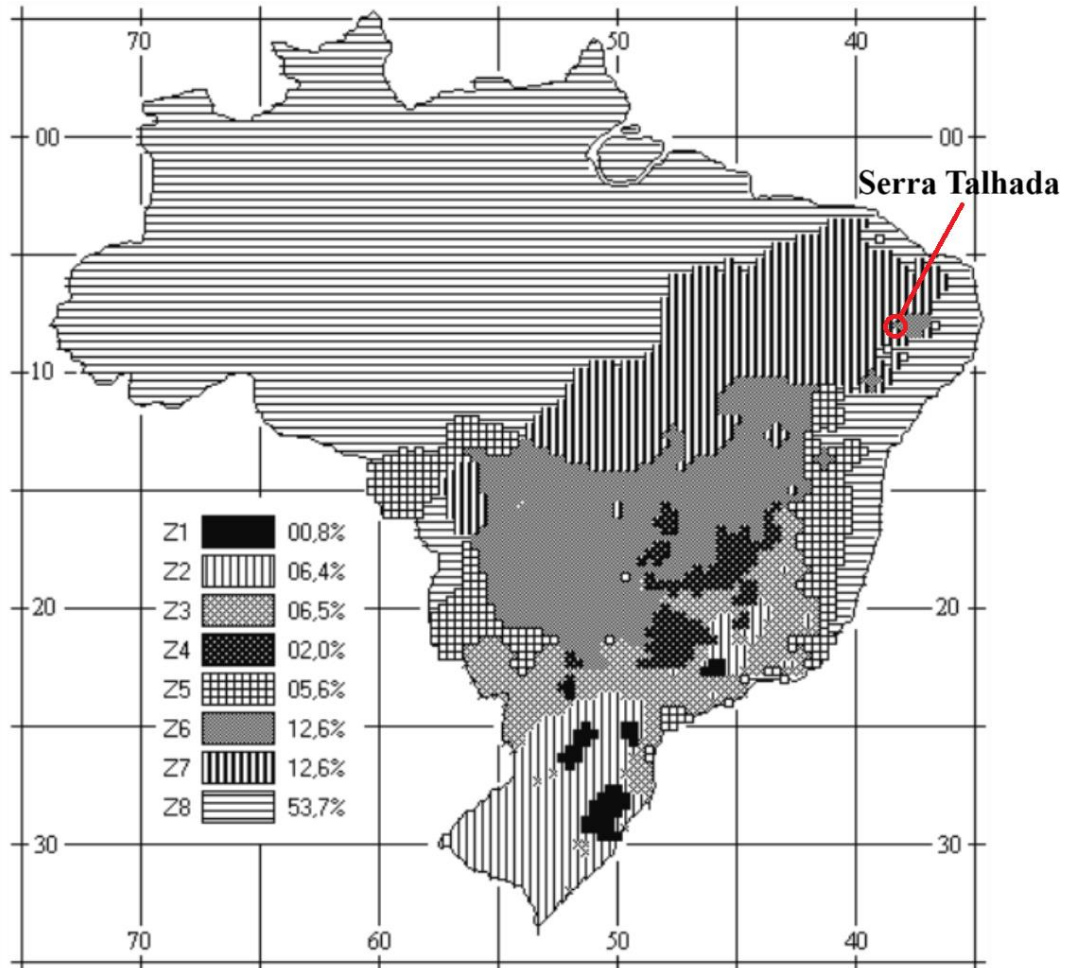 70 50 40
00 00
Serra Talhada
10
Z1 00,8%
Z2 06,4%
Z3 06,5%
20 20
Z4 02,0%
Z5 05,6%
Z6 12,6%
Z7 12,6%
Z8 53,7%
30 30
70 60 50 40